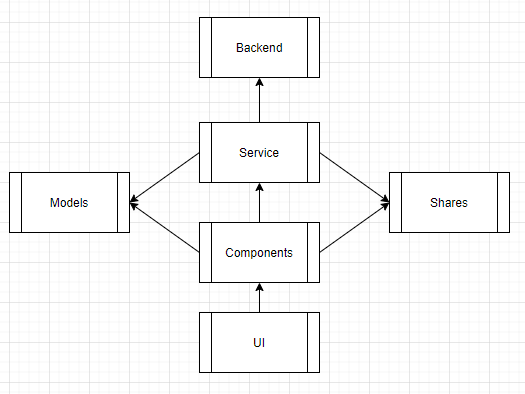 Backend
Service
Models
Shares
Components
UI